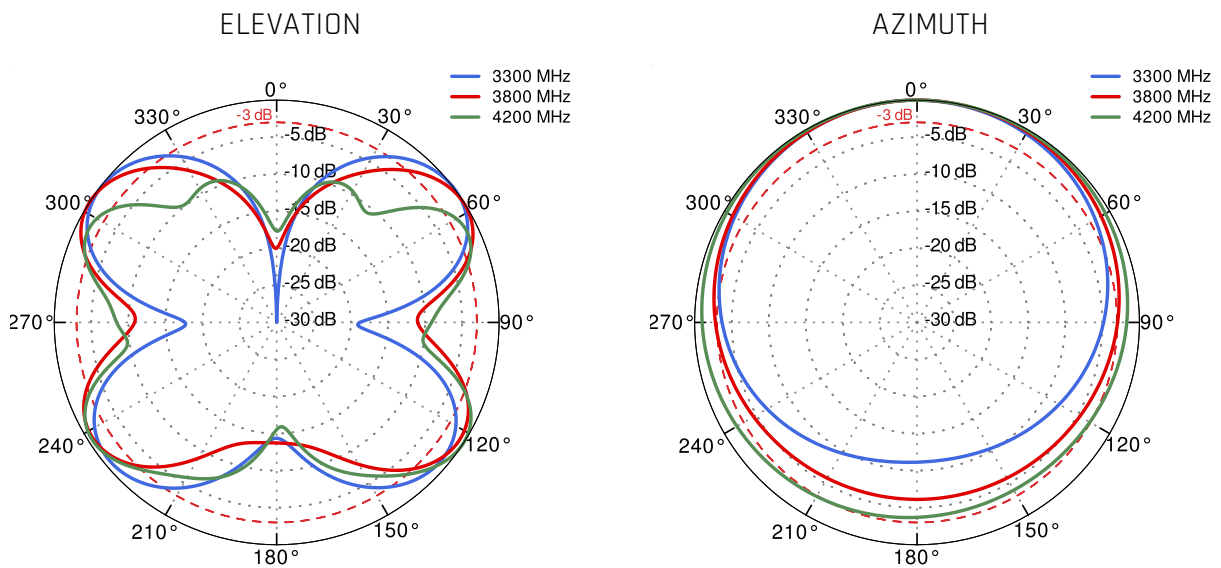 ELEVATION
3300 MHz
3800 MHz
4200 MHz
0°
330°
-3 dB
30°
-5 dB
-10 dB
300°
60°
-15 dB
-20 dB
-25 dB
270°
-30 dB
90°
240°
120°
210°
150°
180°
AZIMUTH
3300 MHz
3800 MHz
4200 MHz
0°
330°
-3 dB
30°
-5 dB
-10 dB
300°
60°
-15 dB
-20 dB
-25 dB
270°
-30 dB
90°
240°
120°
210°
150°
180°